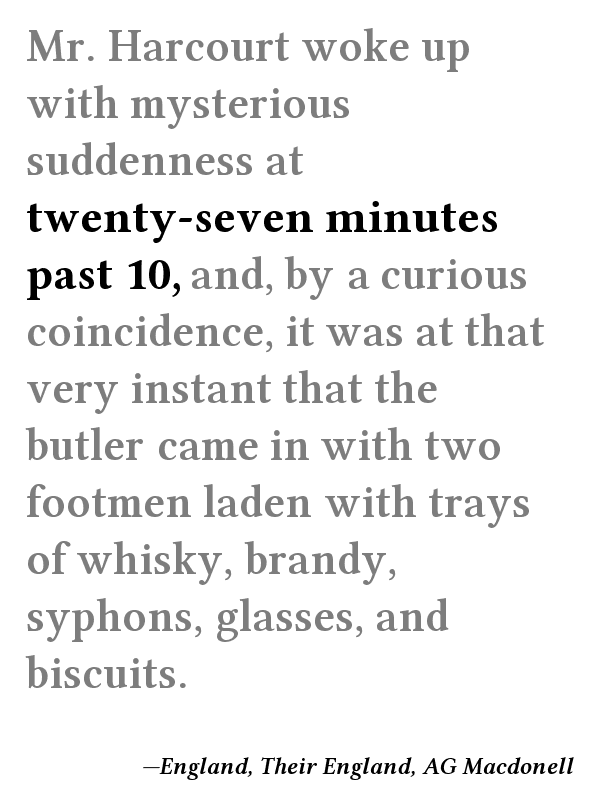 Mr. Harcourt woke up
with mysterious
suddenness at
twenty-seven minutes
past 10, and, by a curious
coincidence, it was at that
very instant that the
butler came in with two
footmen laden with trays
of whisky, brandy,
syphons, glasses, and
biscuits.
—England, Their England, AG Macdonell